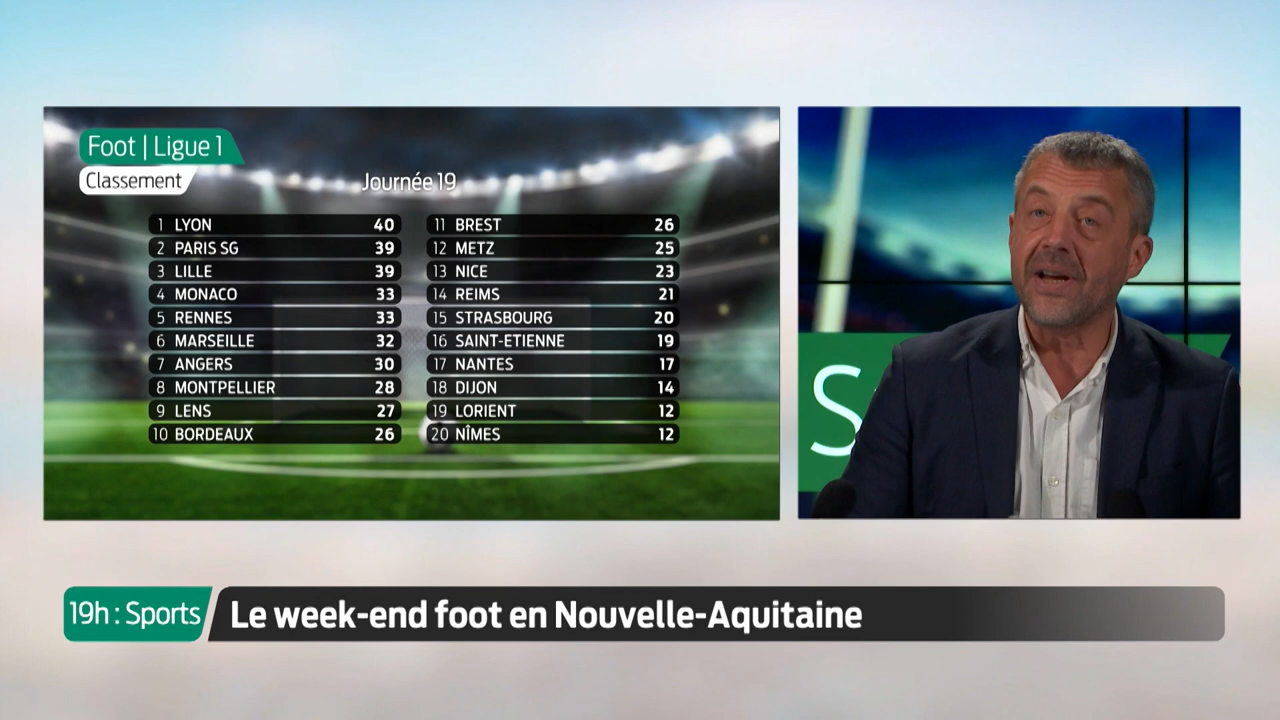 Foot | Ligue 1
Classement
Journée 19
1 LYON 40
2 PARIS SG 39
3 LILLE 39
4 MONACO 33
5 RENNES 33
6 MARSEILLE 32
7 ANGERS 30
8 MONTPELLIER 28
9 LENS 27
10 BORDEAUX 26
11 BREST 26
12 METZ 25
13 NICE 23
14 REIMS 21
15 STRASBOURG 20
16 SAINT-ETIENNE 19
17 NANTES 17
18 DIJON 14
19 LORIENT 12
20 NÎMES 12
19h : Sports
Le week-end foot en Nouvelle-Aquitaine